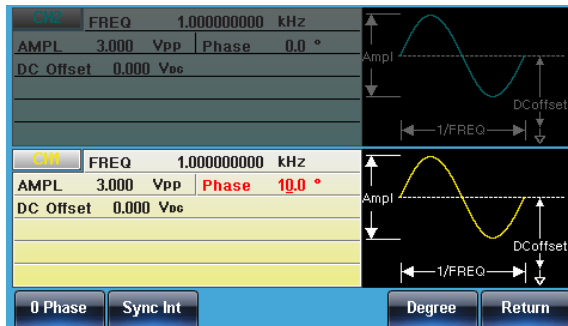 CH2 FREQ 1.000000000 kHz
AMPL 3.000 Vpp Phase 0.0 °
DC Offset 0.000 VDC
Ampl
DCoffset
1/FREQ
CH1 FREQ 1.000000000 kHz
AMPL 3.000 Vpp Phase 10.0 °
DC Offset 0.000 VDC
Ampl
DCoffset
1/FREQ
0 Phase Sync Int Degree Return